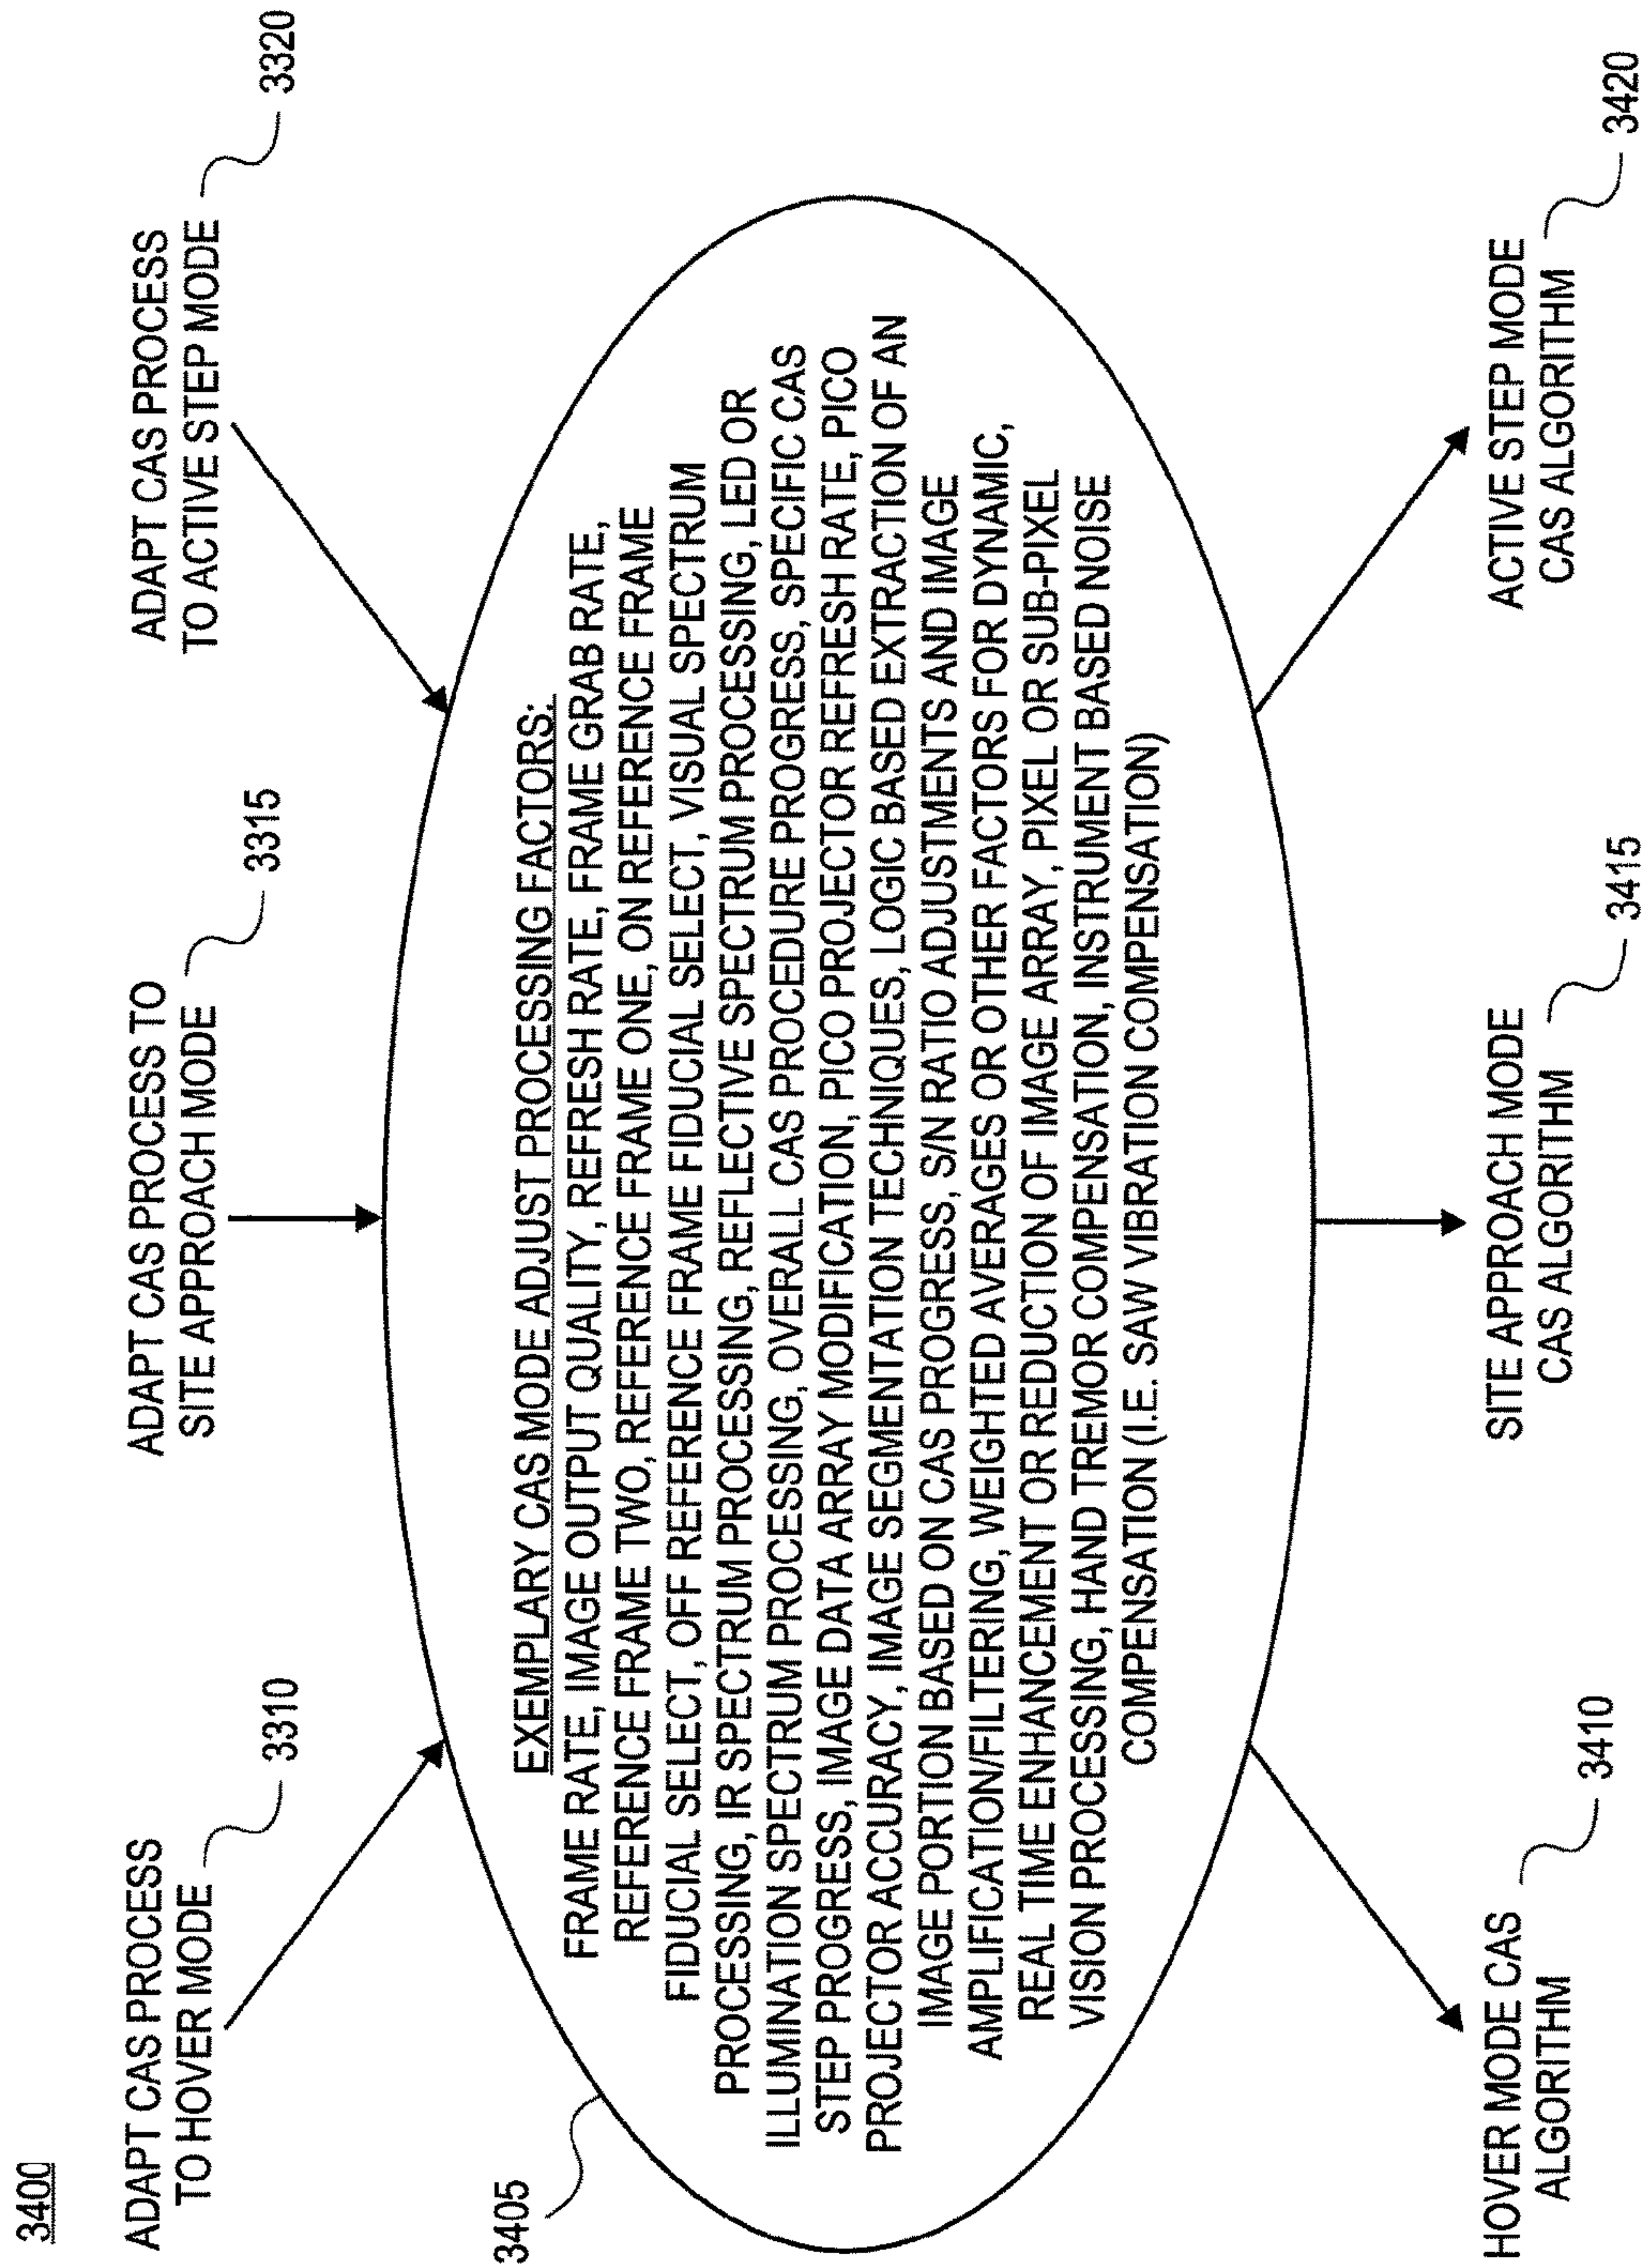 3400
ADAPT CAS PROCESS
TO HOVER MODE
3310
ADAPT CAS PROCESS TO
SITE APPROACH MODE
3315
ADAPT CAS PROCESS
TO ACTIVE STEP MODE
3320
3405
EXEMPLARY CAS MODE ADJUST PROCESSING FACTORS:
FRAME RATE, IMAGE OUTPUT QUALITY, REFRESH RATE, FRAME GRAB RATE,
REFERENCE FRAME TWO, REFERENCE FRAME ONE, ON REFERENCE FRAME
FIDUCIAL SELECT, OFF REFERENCE FRAME FIDUCIAL SELECT, VISUAL SPECTRUM
PROCESSING, IR SPECTRUM PROCESSING, REFLECTIVE SPECTRUM PROCESSING, LED OR
ILLUMINATION SPECTRUM PROCESSING, OVERALL CAS PROCEDURE PROGRESS, SPECIFIC CAS
STEP PROGRESS, IMAGE DATA ARRAY MODIFICATION, PICO PROJECTOR REFRESH RATE, PICO
PROJECTOR ACCURACY, IMAGE SEGMENTATION TECHNIQUES, LOGIC BASED EXTRACTION OF AN
IMAGE PORTION BASED ON CAS PROGRESS, S/N RATIO ADJUSTMENTS AND IMAGE
AMPLIFICATION/FILTERING, WEIGHTED AVERAGES OR OTHER FACTORS FOR DYNAMIC,
REAL TIME ENHANCEMENT OR REDUCTION OF IMAGE ARRAY, PIXEL OR SUB-PIXEL
VISION PROCESSING, HAND TREMOR COMPENSATION, INSTRUMENT BASED NOISE
COMPENSATION (I.E. SAW VIBRATION COMPENSATION)
HOVER MODE CAS
ALGORITHM
3410
SITE APPROACH MODE
CAS ALGORITHM
3415
ACTIVE STEP MODE
CAS ALGORITHM
3420